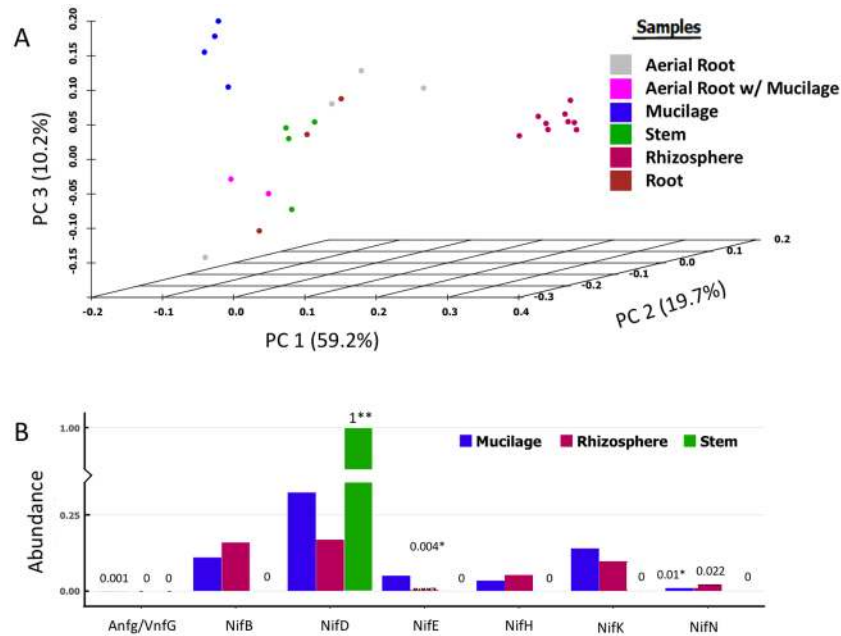 A
Samples
Aerial Root
Aerial Root w/ Mucilage
Mucilage
Stem
Rhizosphere
Root
PC 3 (10.2%)
0.20
0.15
0.10
0.05
0.00
-0.05
-0.10
-0.15
-0.2 0.0 0.1 0.2 0.3 0.4
PC 1 (59.2%)
-0.3 -0.2 -0.1 0.0 0.1 0.2
PC 2 (19.7%)
B
Abundance
1.00
0.25
0.00
1**
Mucilage Rhizosphere Stem
0.001 0 0 0 0.004* 0 0 0 0.01* 0.022 0
Anfg/VnfG NifB NifD NifE NifH NifK NifN